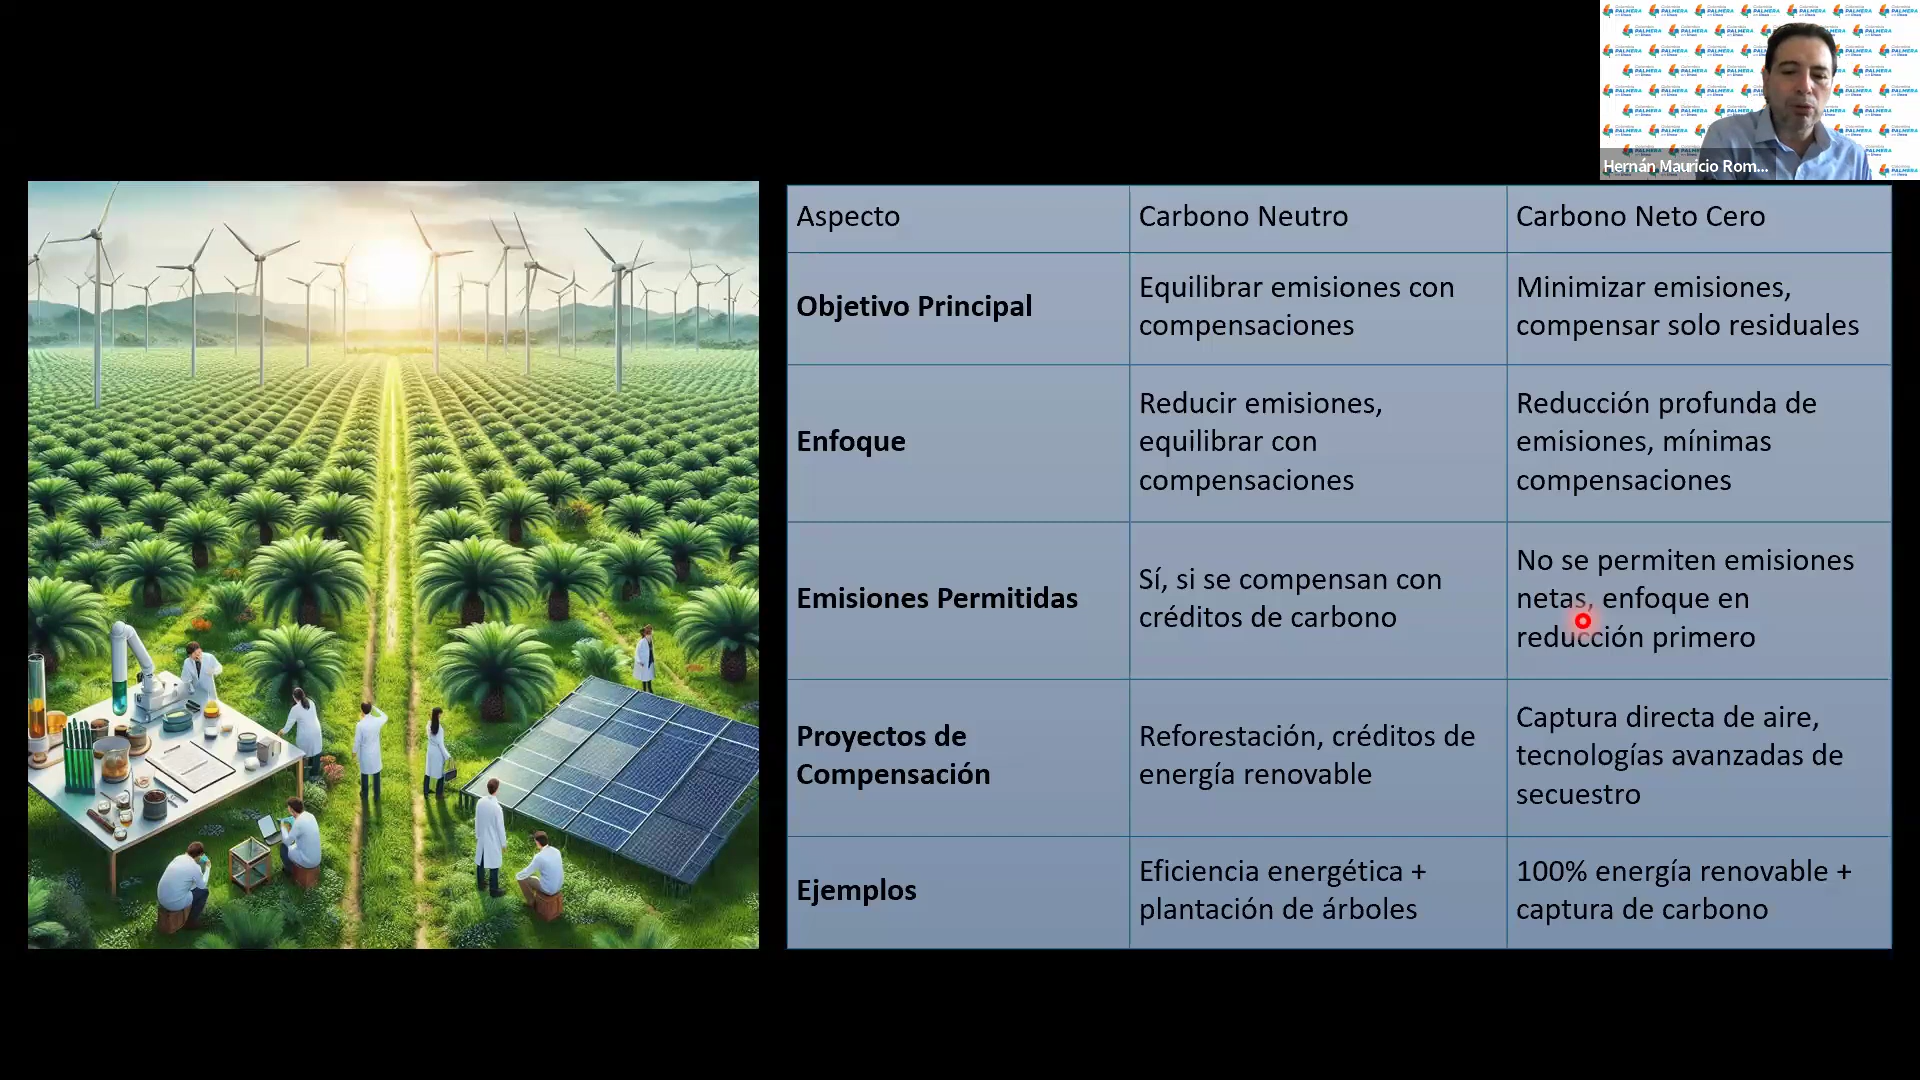 Hernán Mauricio Rom...
Aspecto
Carbono Neutro
Carbono Neto Cero
Objetivo Principal
Equilibrar emisiones con
compensaciones
Minimizar emisiones,
compensar solo residuales
Enfoque
Reducir emisiones,
equilibrar con
compensaciones
Reducción profunda de
emisiones, mínimas
compensaciones
Emisiones Permitidas
Sí, si se compensan con
créditos de carbono
No se permiten emisiones
netas, enfoque en
reducción primero
Proyectos de
Compensación
Reforestación, créditos de
energía renovable
Captura directa de aire,
tecnologías avanzadas de
secuestro
Ejemplos
Eficiencia energética +
plantación de árboles
100% energía renovable +
captura de carbono